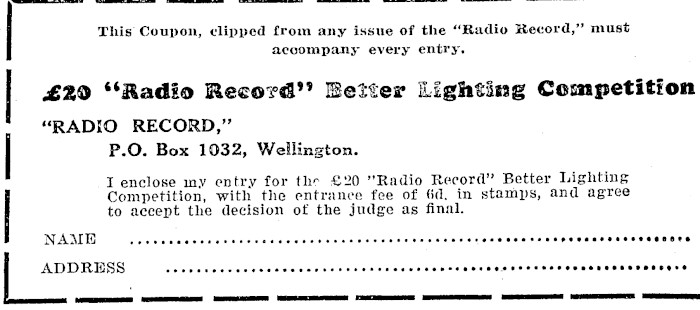 This Coupon, clipped from any issue of the "Radio Record," must
accompany every entry.
£20 "Radio Record" Better Lighting Competition
"RADIO RECORD,"
P.O. Box 1032, Wellington.
I enclose my entry for the £20 "Radio Record" Better Lighting
Competition, with the entrance fee of 6d. in stamps, and agree
to accept the decision of the judge as final.
NAME ..............................................................
ADDRESS ..........................................................